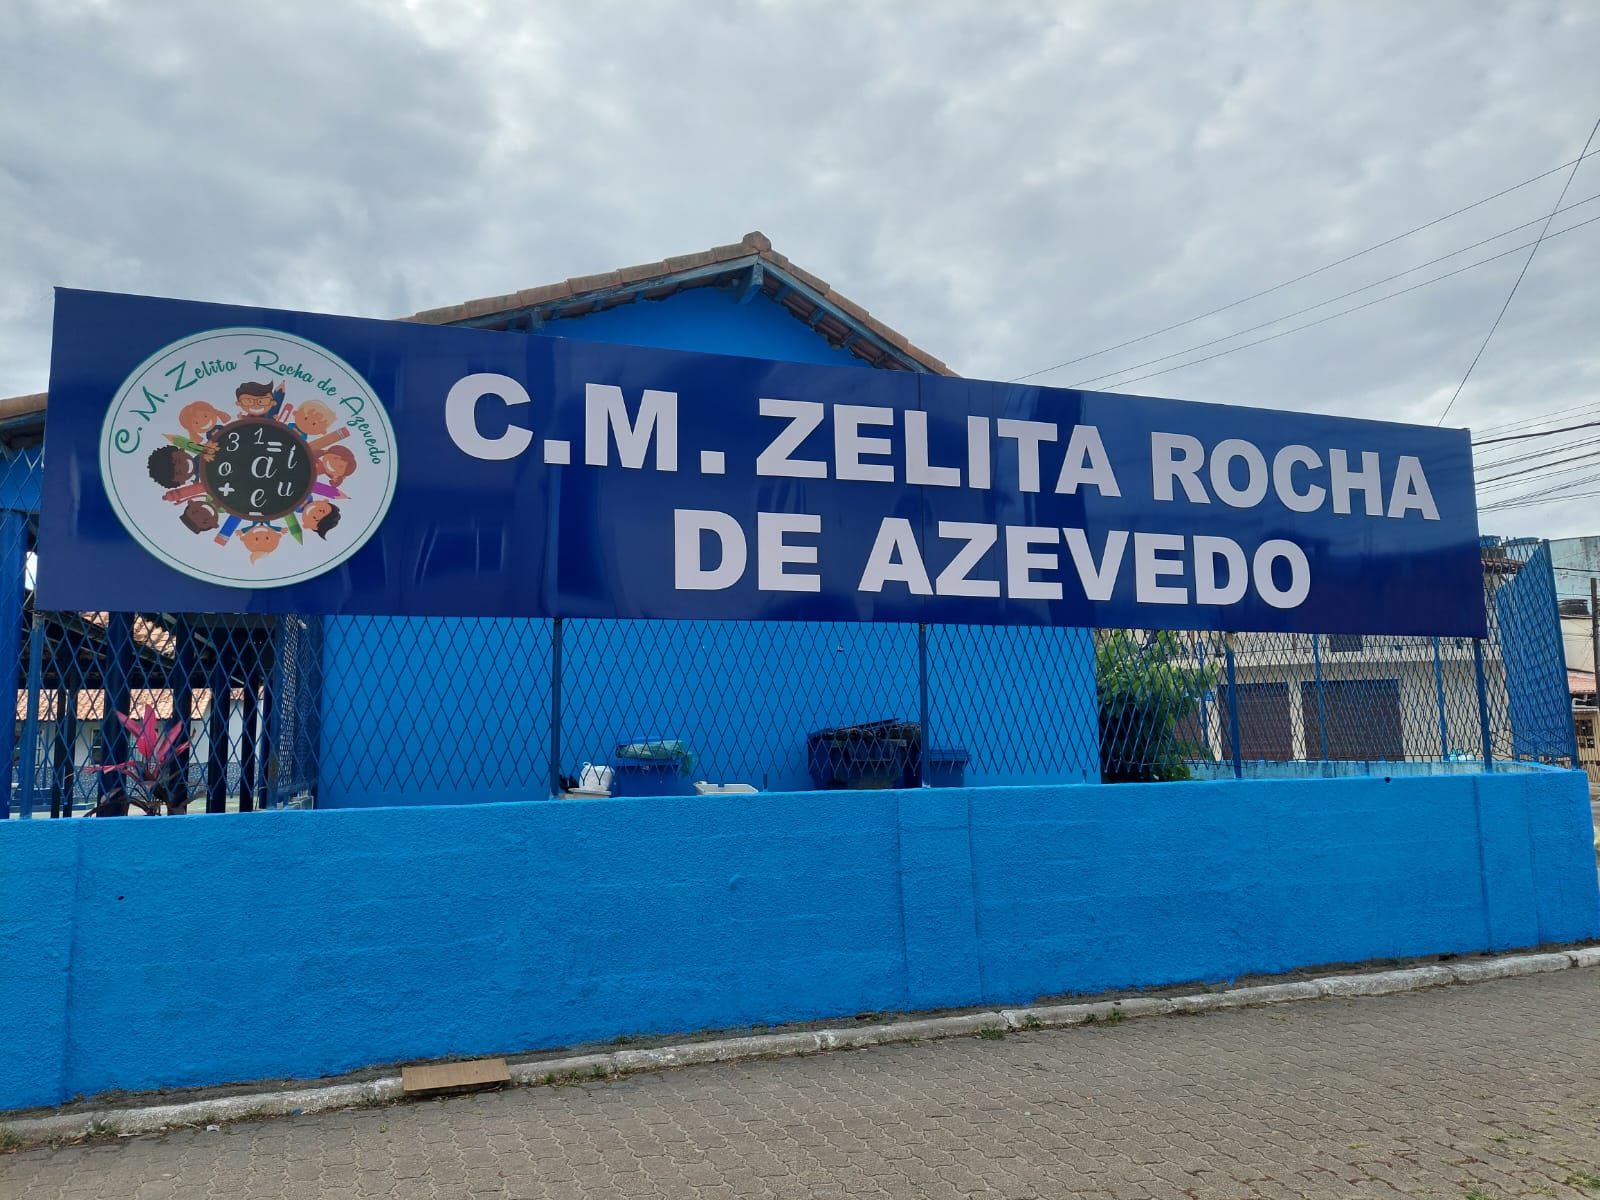 C. M. Zelita Rocha de Azevedo
3 1 =
o a l
+ e u
C.M. ZELITA ROCHA
DE AZEVEDO